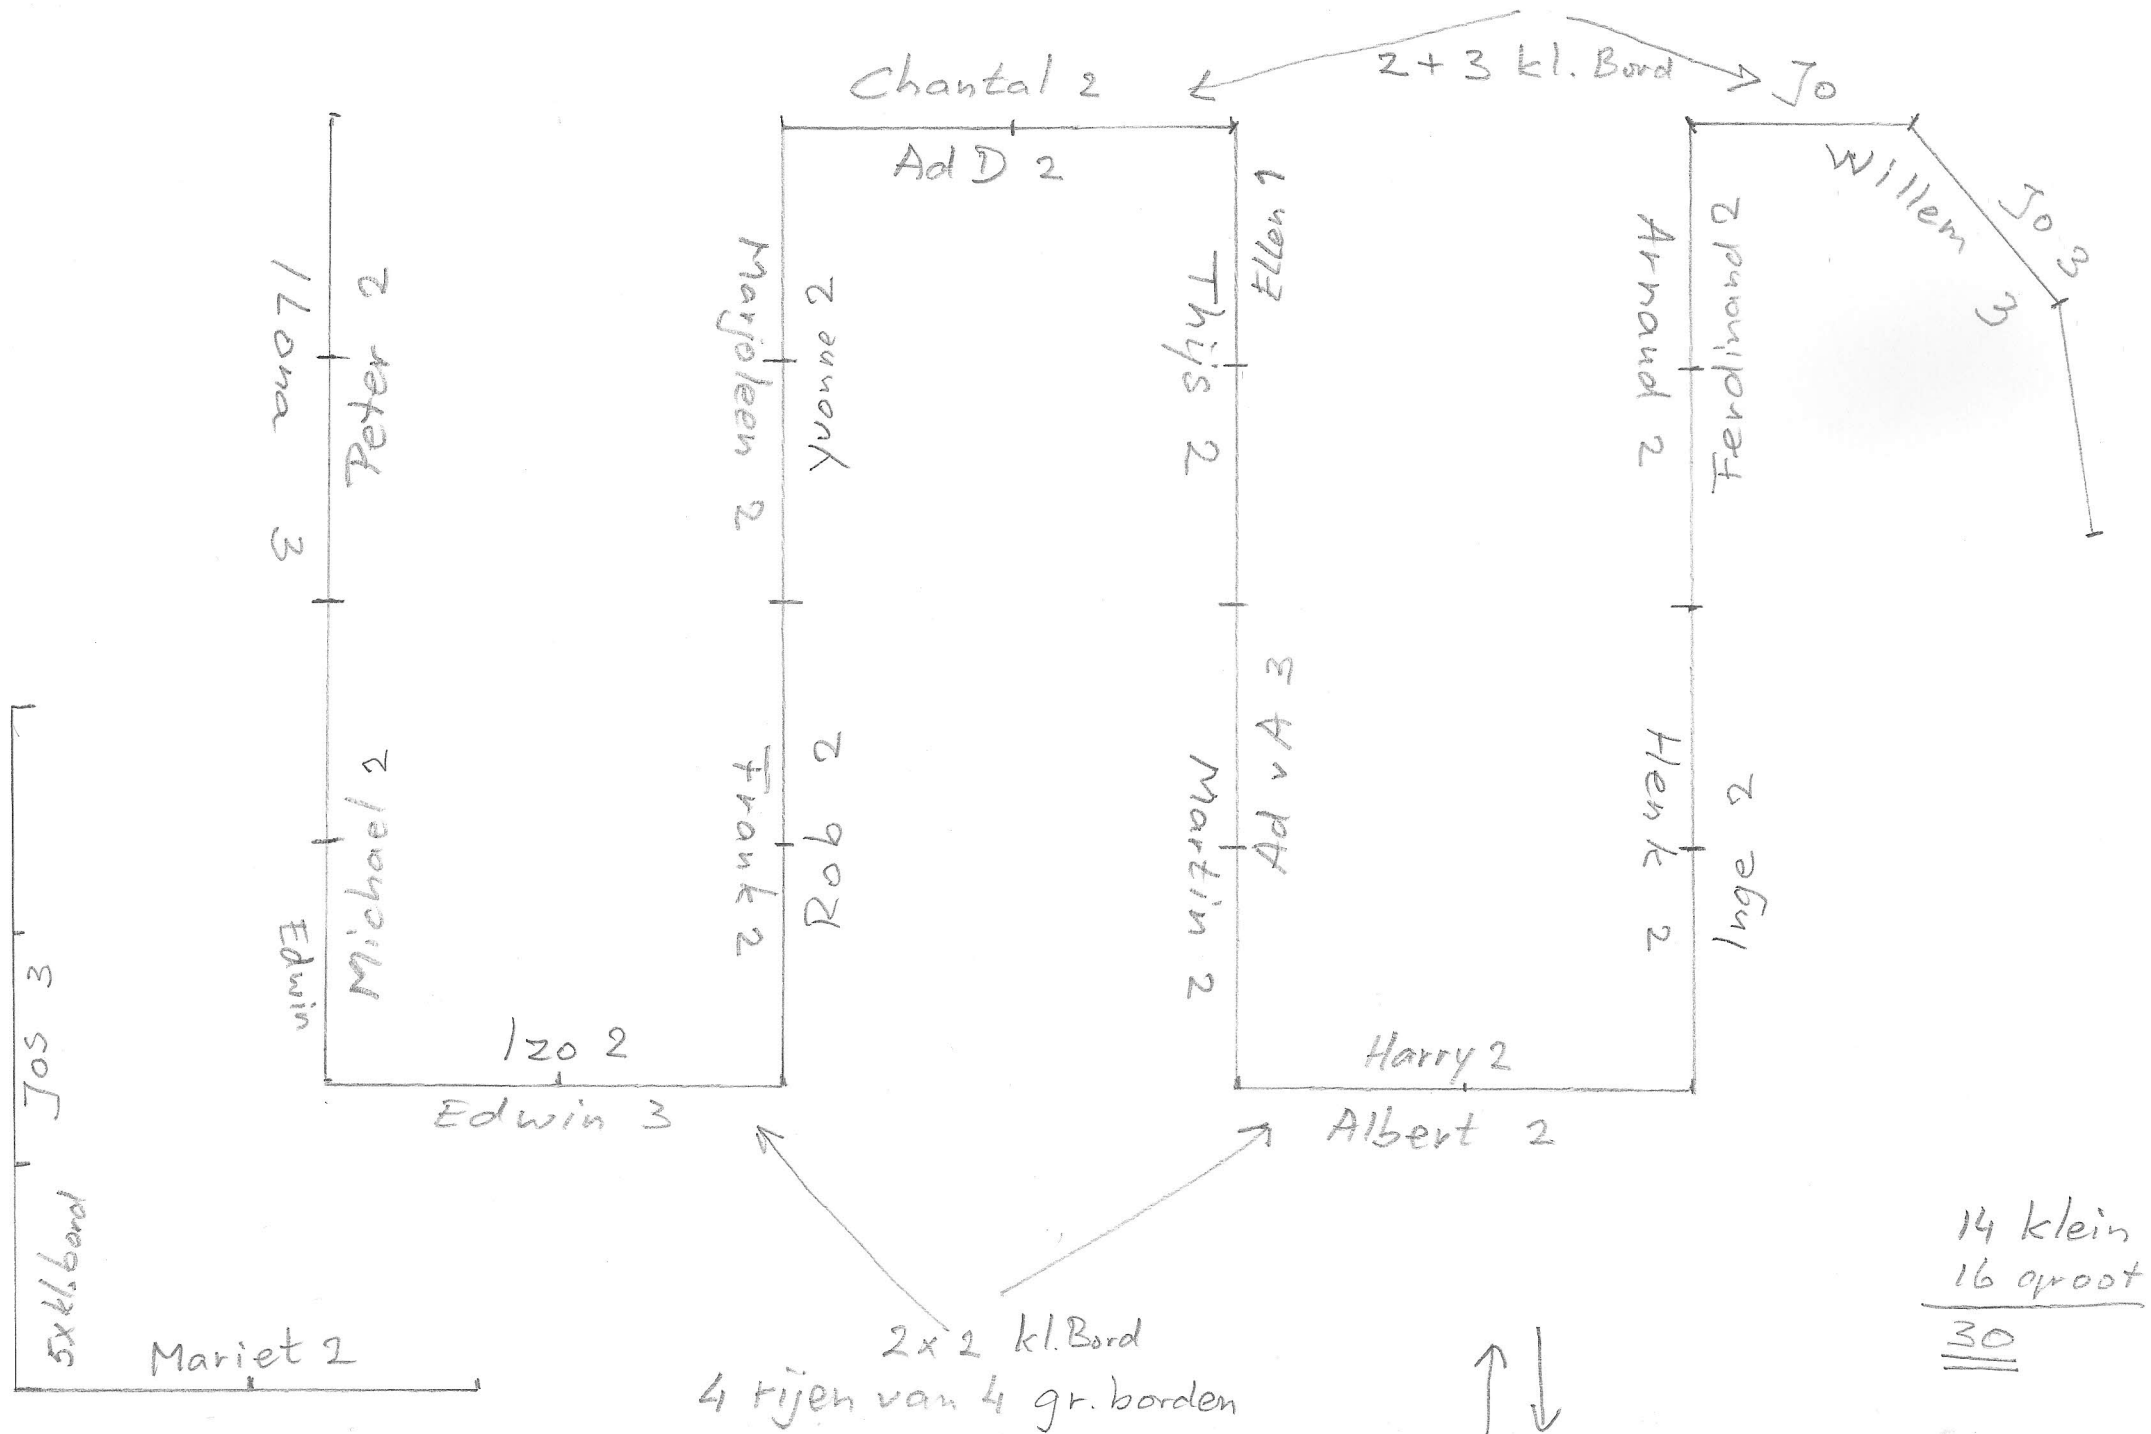 2 + 3 kl. Bord
Chantal 2
Jo
Ad D 2
Willem 3
Jo 3
Ilona 3
Peter 2
Marjoleen 2
Yvonne 2
Thijs 2
Ellen 1
Arnaud 2
Ferdinand 2
Edwin
Michael 2
Frank 2
Rob 2
Martin 2
Ad v A 3
Henk 2
Inge 2
Izo 2
Edwin 3
Harry 2
Albert 2
Jos 3
5x kl. bord
Mariet 2
2 x 2 kl. Bord
4 rijen van 4 gr. borden
14 klein
16 groot
30